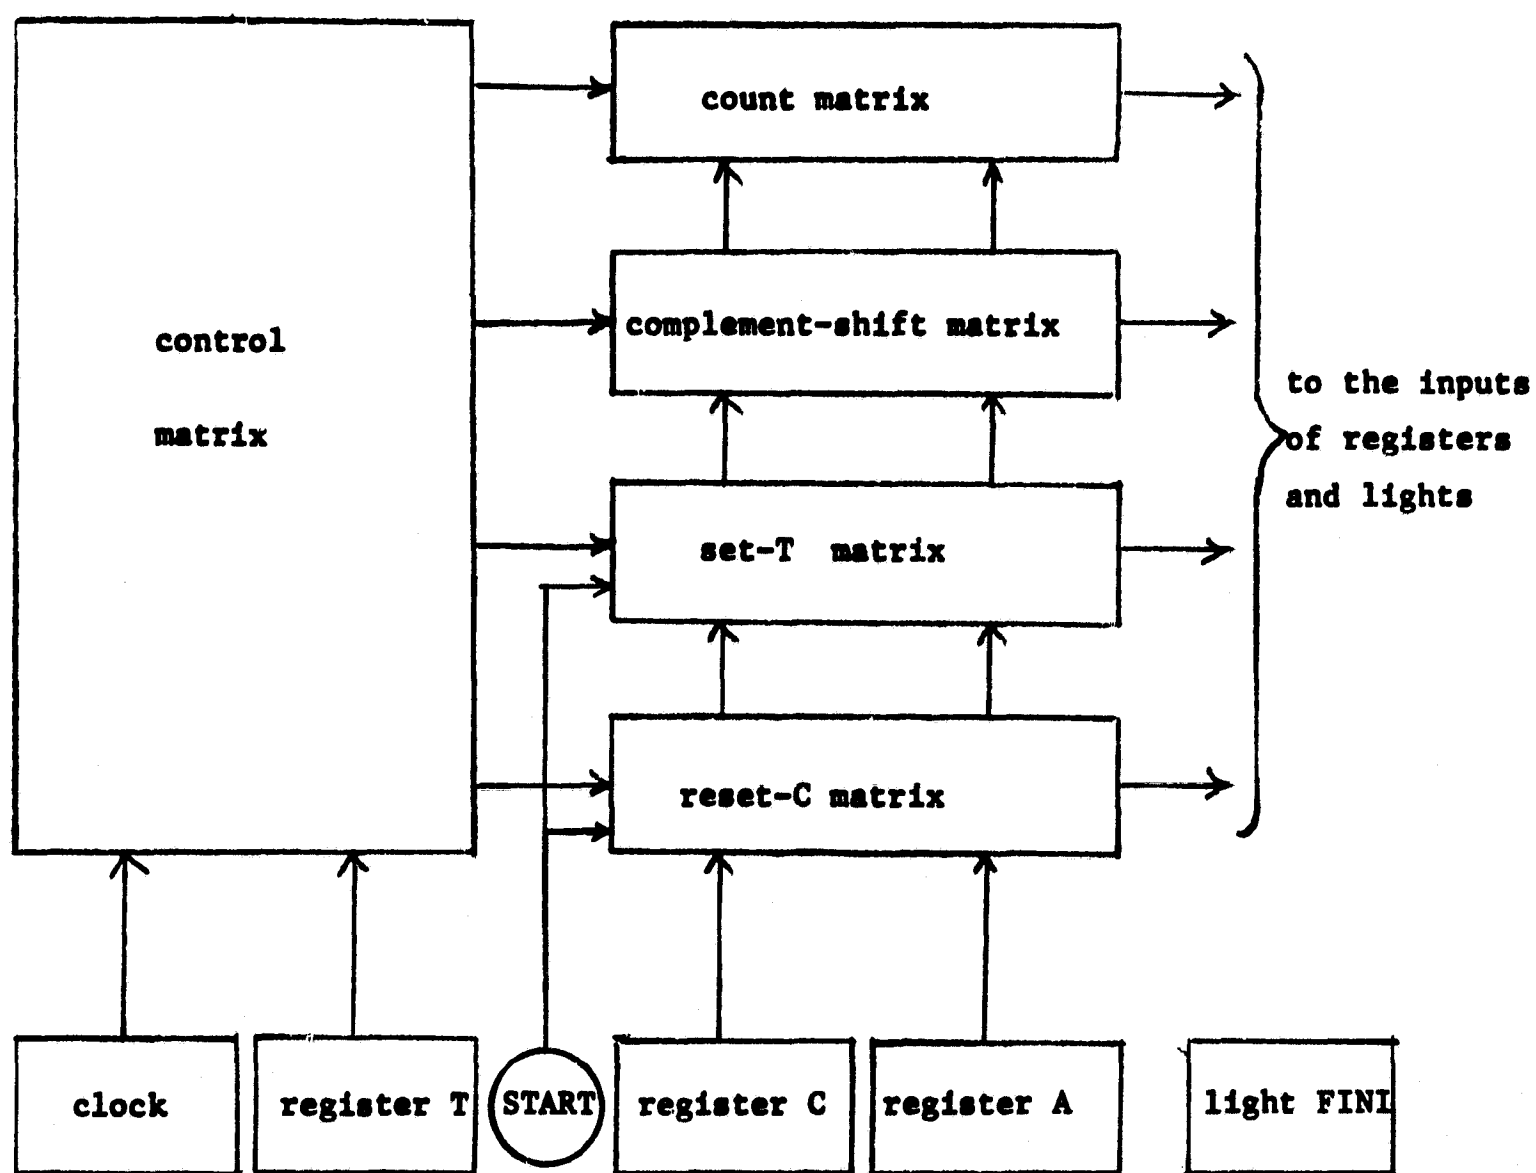 count matrix
control
matrix
complement-shift matrix
set-T matrix
reset-C matrix
to the inputs
of registers
and lights
clock
register T
START
register C
register A
light FINI